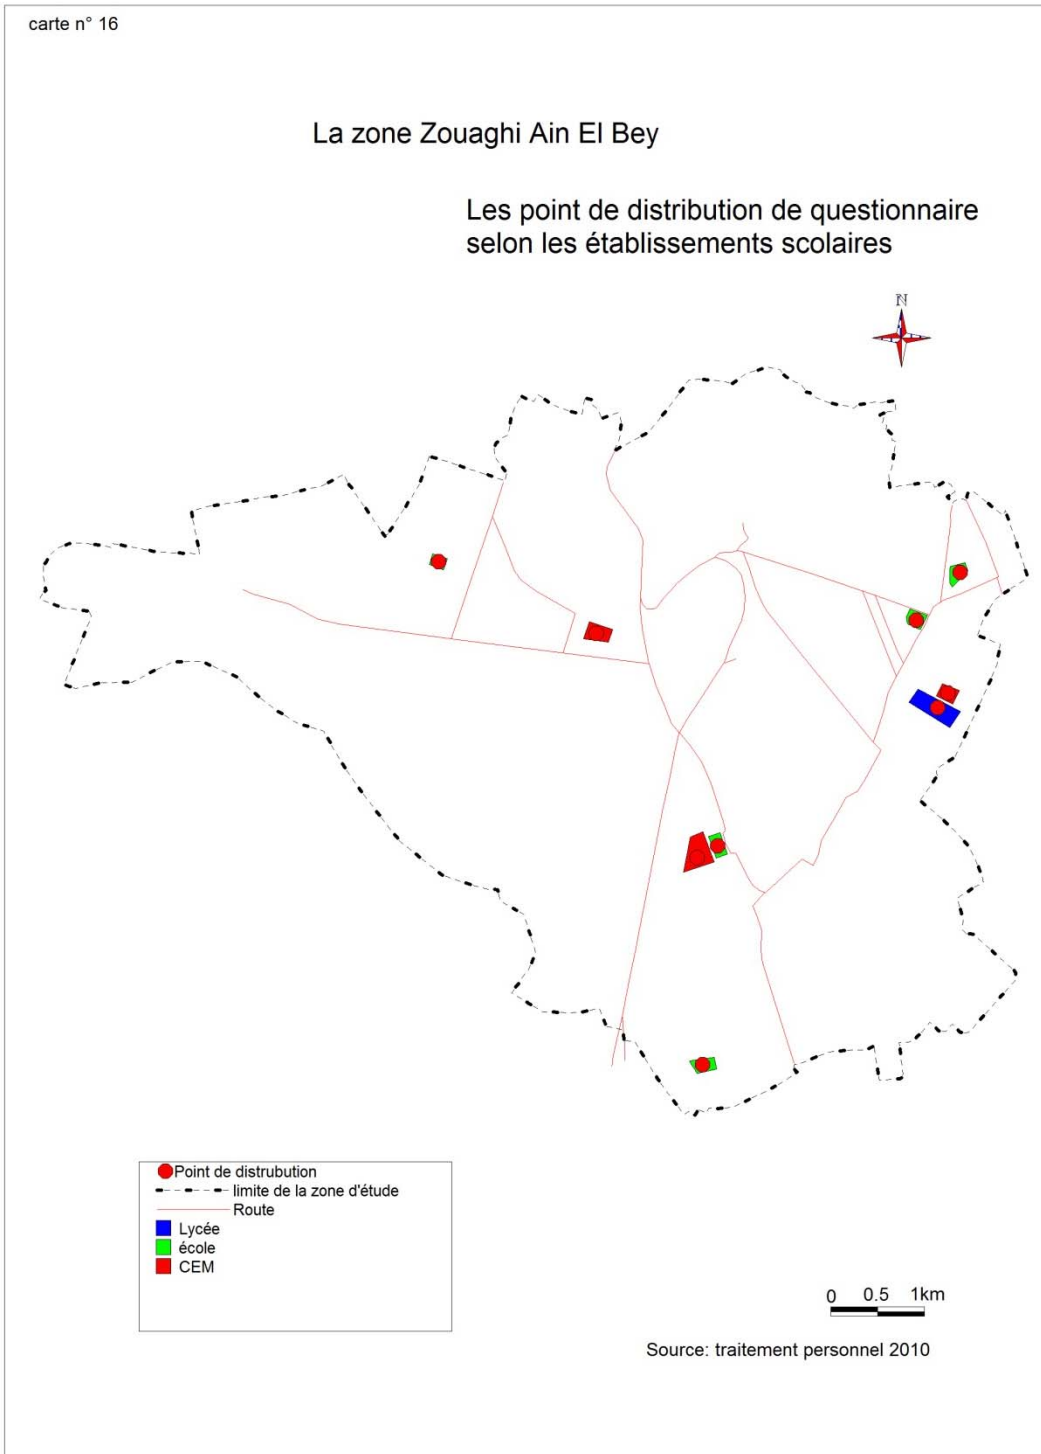 carte n° 16
La zone Zouaghi Ain El Bey
Les point de distribution de questionnaire
selon les établissements scolaires
N
Point de distrubution
limite de la zone d'étude
Route
Lycée
école
CEM
0 0.5 1km
Source: traitement personnel 2010